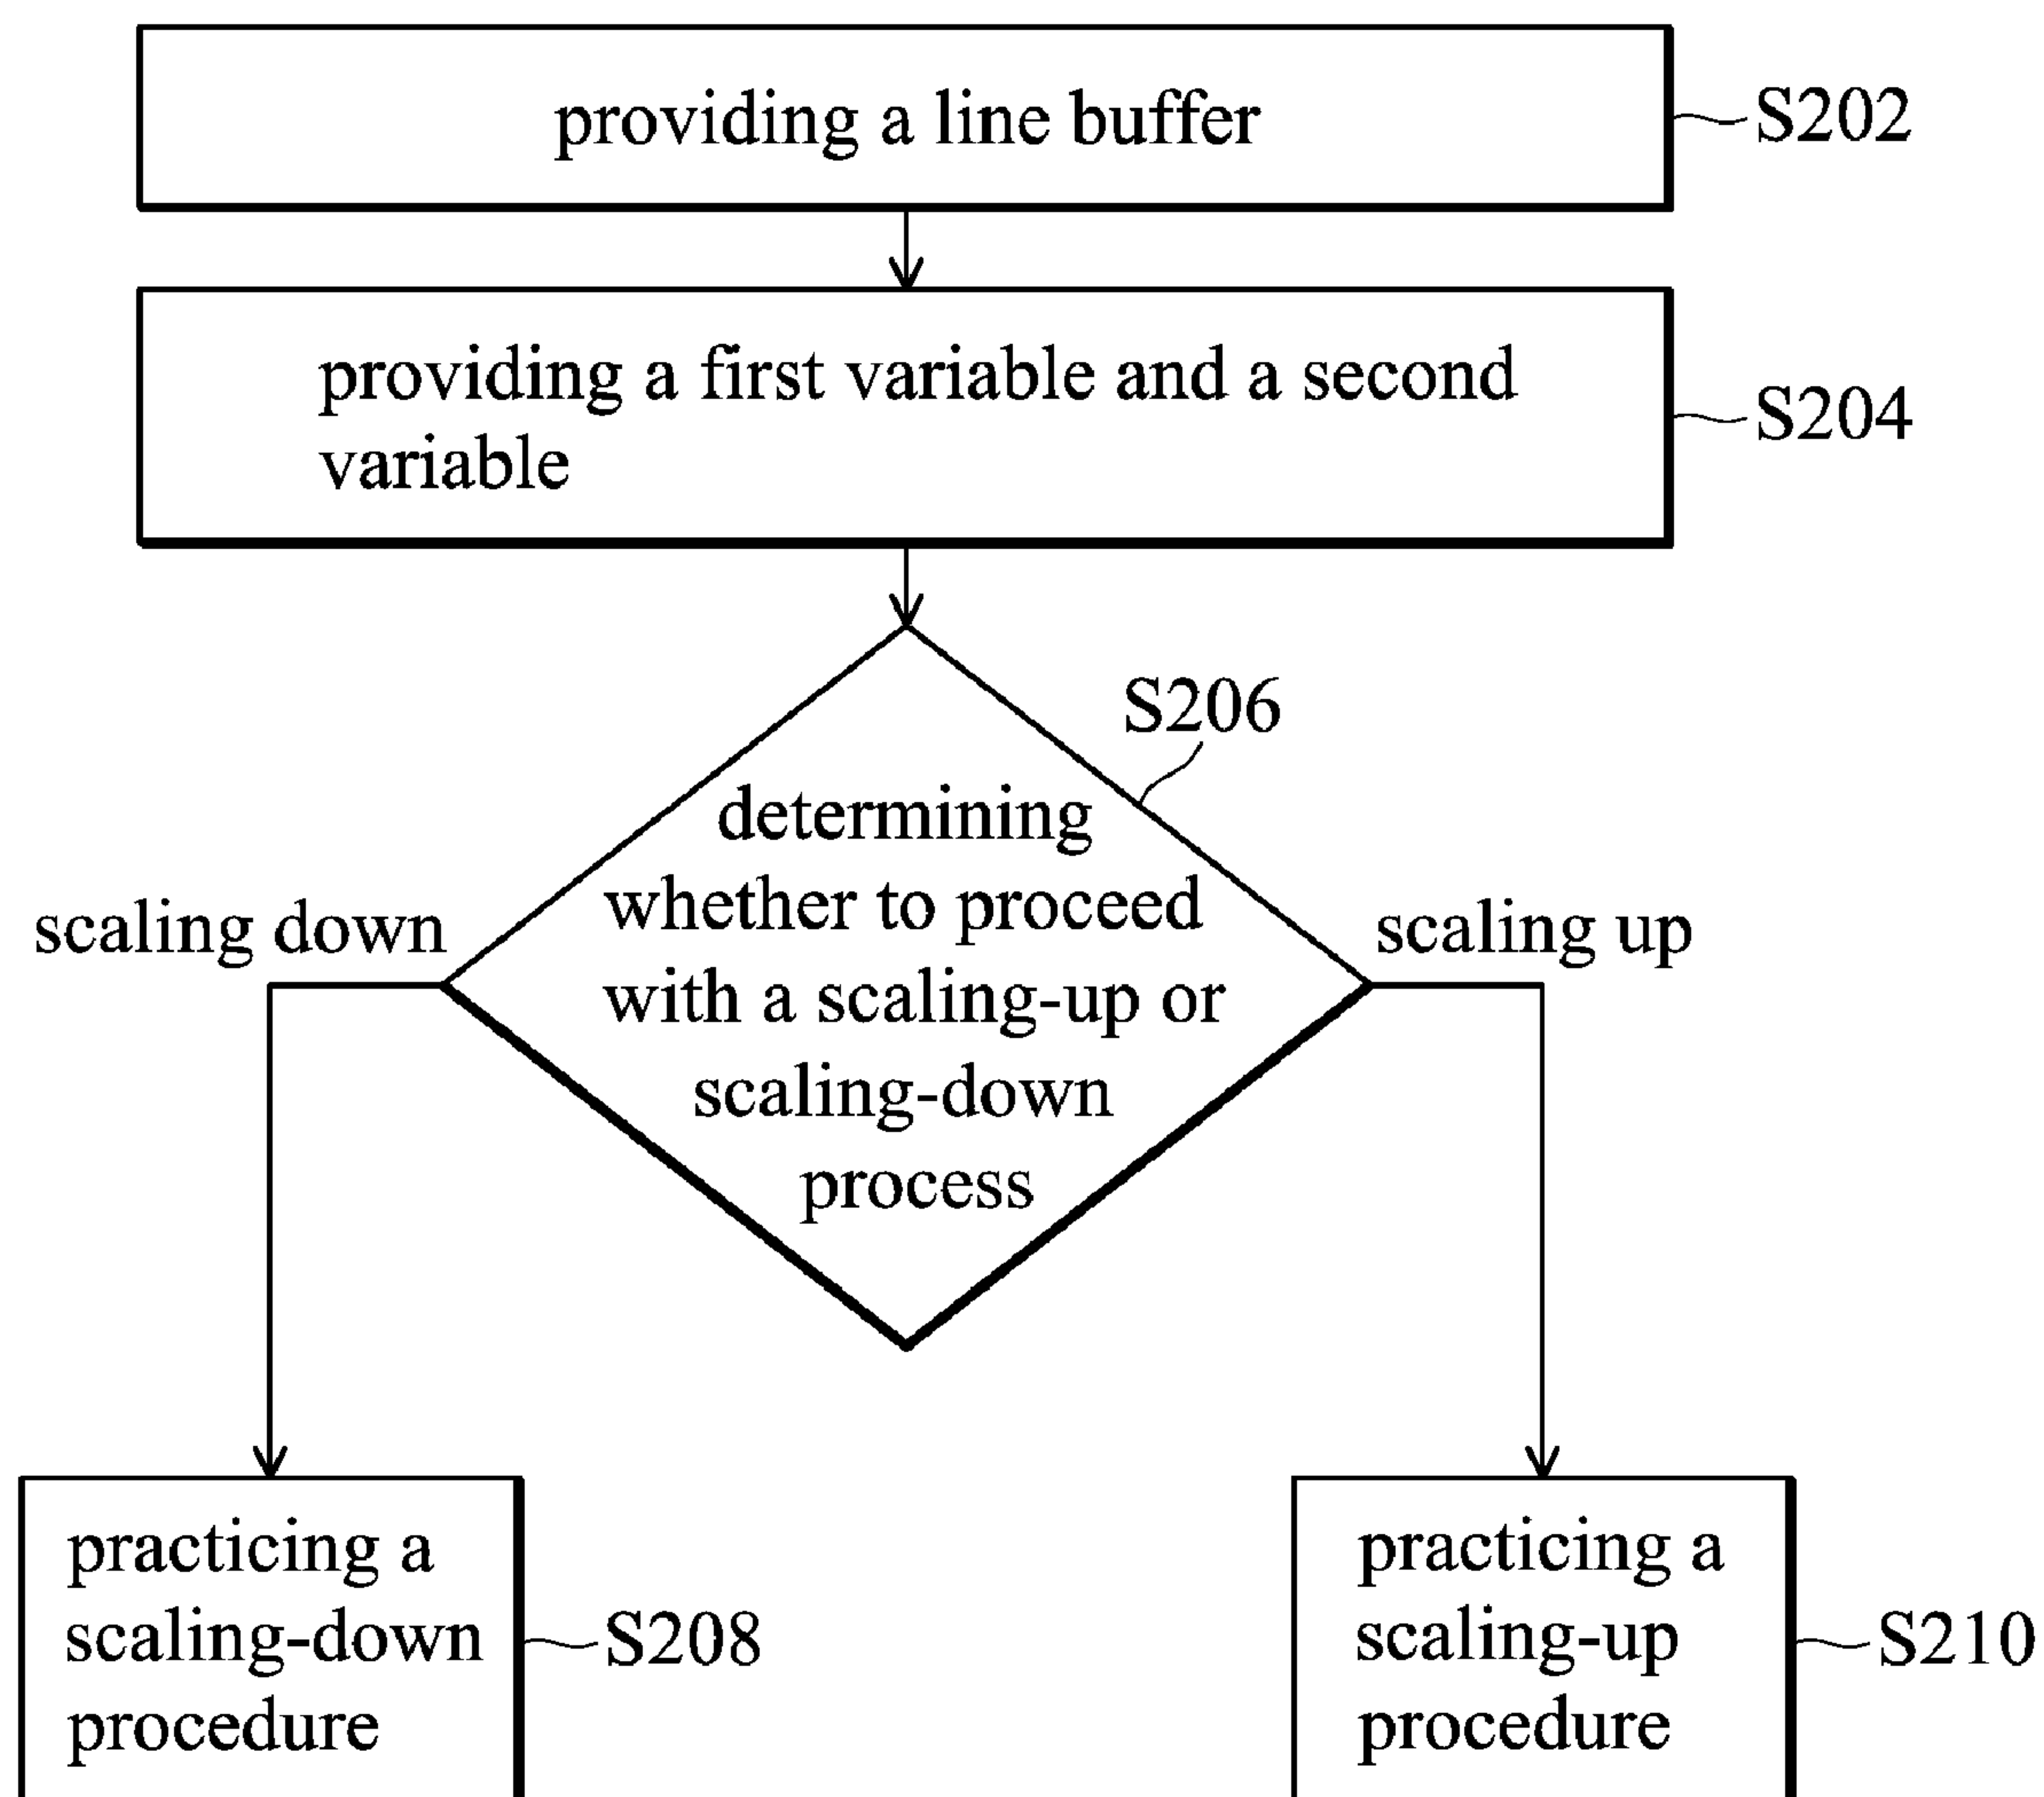 providing a line buffer
S202
providing a first variable and a second
variable
S204
S206
determining
whether to proceed
with a scaling-up or
scaling-down
process
scaling down
scaling up
practicing a
scaling-down
procedure
S208
practicing a
scaling-up
procedure
S210